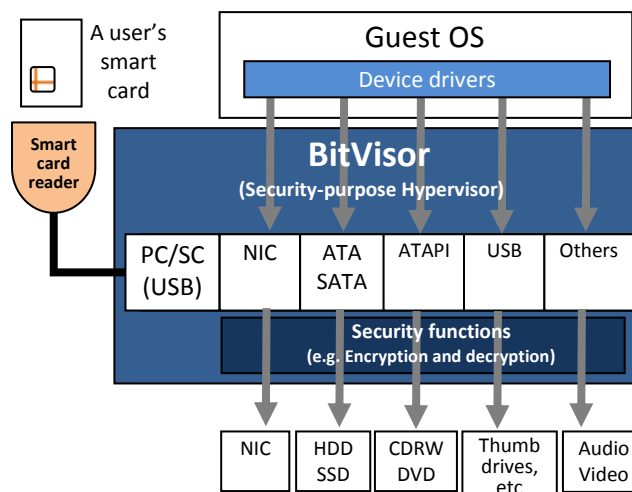 A user's
smart
card
Guest OS
Device drivers
Smart
card
reader
BitVisor
(Security-purpose Hypervisor)
PC/SC
(USB)
NIC
ATA
SATA
ATAPI
USB
Others
Security functions
(e.g. Encryption and decryption)
NIC
HDD
SSD
CDRW
DVD
Thumb
drives,
etc
Audio
Video